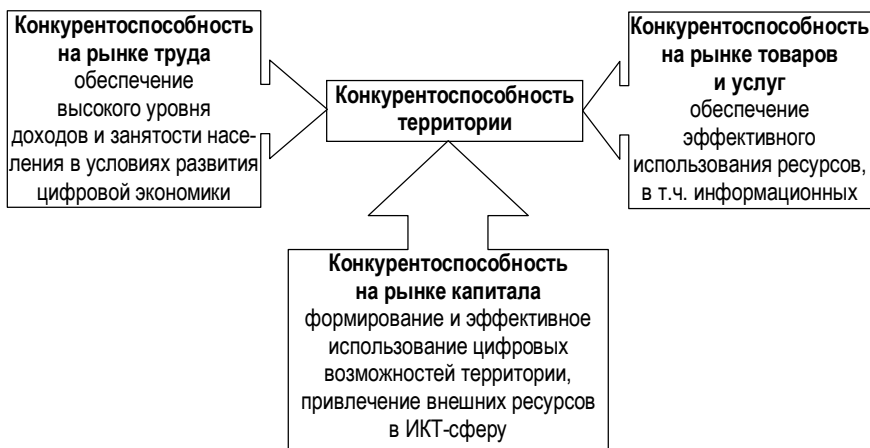 Конкурентоспособность
на рынке труда
обеспечение
высокого уровня
доходов и занятости насе-
ления в условиях развития
цифровой экономики
Конкурентоспособность
территории
Конкурентоспособность
на рынке товаров
и услуг
обеспечение
эффективного
использования ресурсов,
в т.ч. информационных
Конкурентоспособность
на рынке капитала
формирование и эффективное
использование цифровых
возможностей территории,
привлечение внешних ресурсов
в ИКТ-сферу